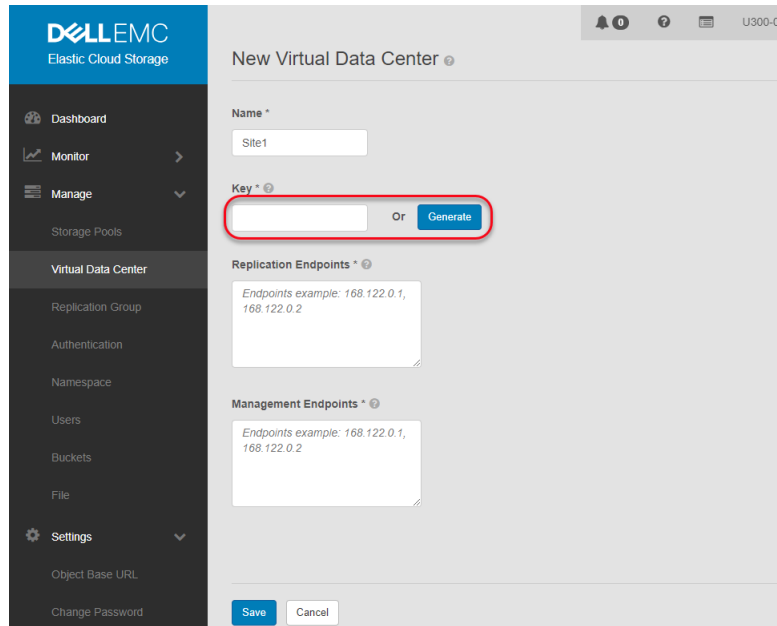 DELLEMC
Elastic Cloud Storage
0
U300-0
New Virtual Data Center
Dashboard
Monitor
Manage
Storage Pools
Virtual Data Center
Replication Group
Authentication
Namespace
Users
Buckets
File
Settings
Object Base URL
Change Password
Name *
Site1
Key *
Or
Generate
Replication Endpoints *
Endpoints example: 168.122.0.1,
168.122.0.2
Management Endpoints *
Endpoints example: 168.122.0.1,
168.122.0.2
Save
Cancel